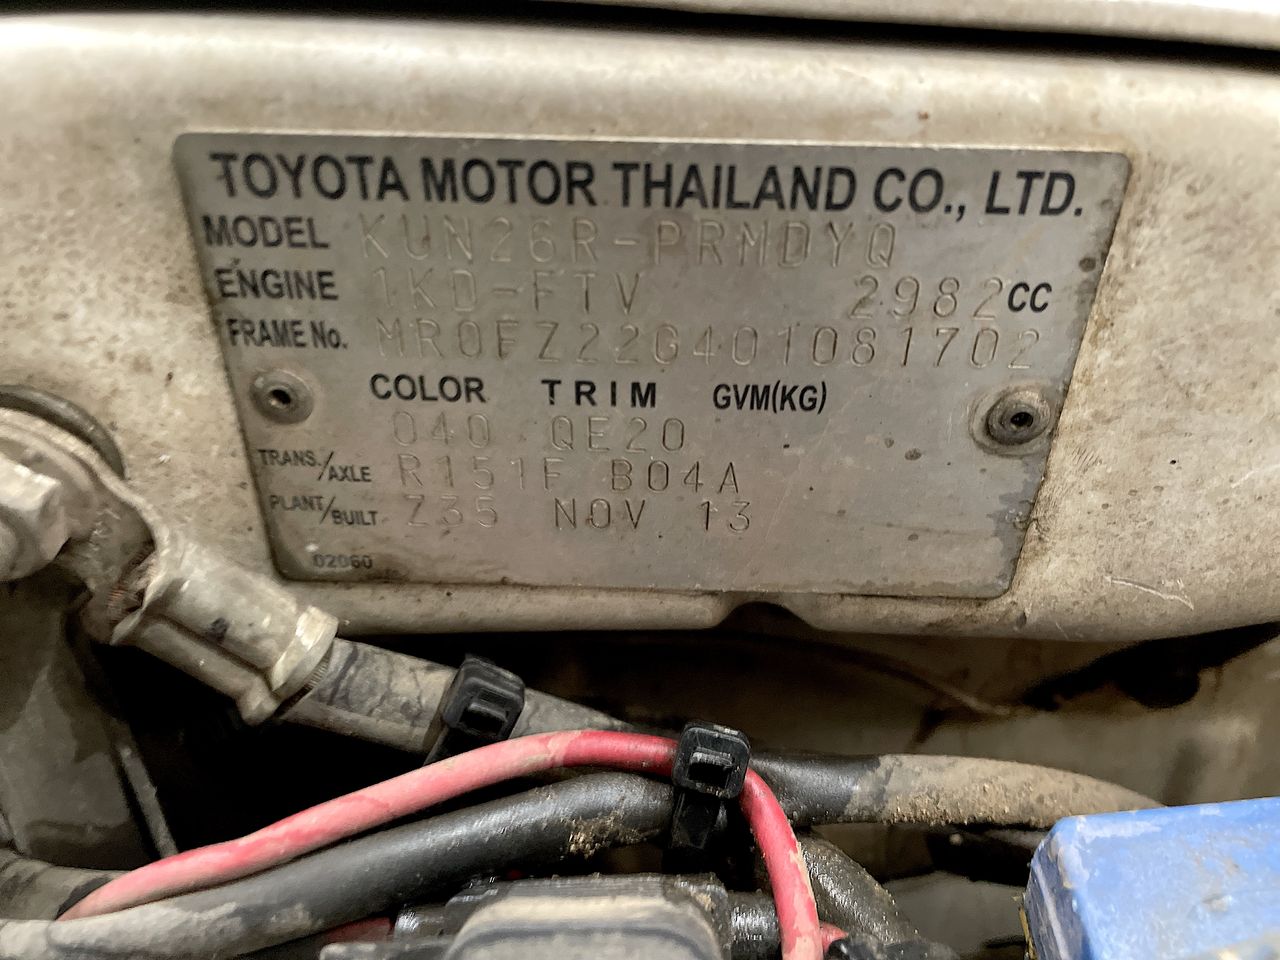 TOYOTA MOTOR THAILAND CO., LTD.
MODEL KUN26R-PRMDYQ
ENGINE 1KD-FTV 2982CC
FRAME No. MR0FZ22G401081702
COLOR TRIM GVM(KG)
040 QE20
TRANS./AXLE R151F B04A
PLANT/BUILT Z35 NOV 13
02060